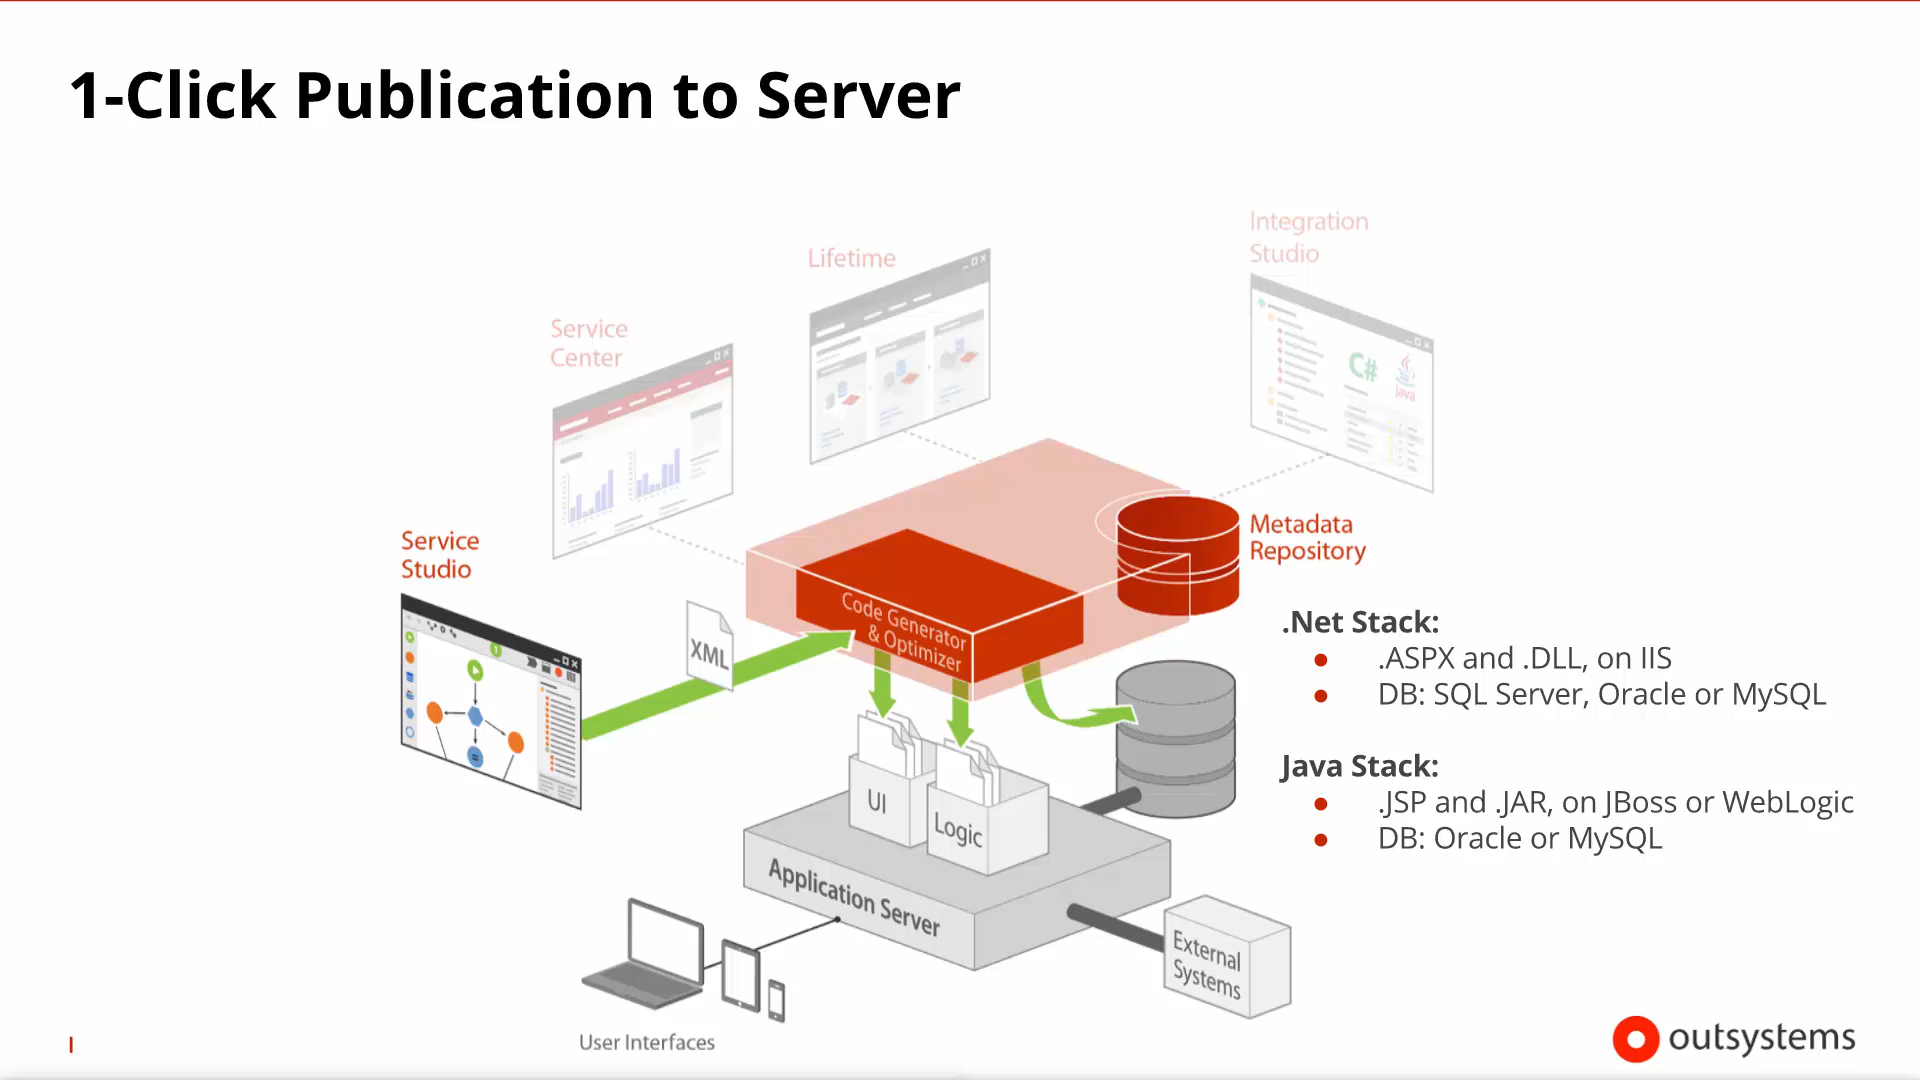 1-Click Publication to Server
Integration
Studio
Lifetime
Service
Center
C#
Java
Metadata
Repository
Service
Studio
Code Generator
& Optimizer
XML
.Net Stack:
● .ASPX and .DLL, on IIS
● DB: SQL Server, Oracle or MySQL
Java Stack:
● .JSP and .JAR, on JBoss or WebLogic
● DB: Oracle or MySQL
UI
Logic
Application Server
External
Systems
User Interfaces
I
outsystems